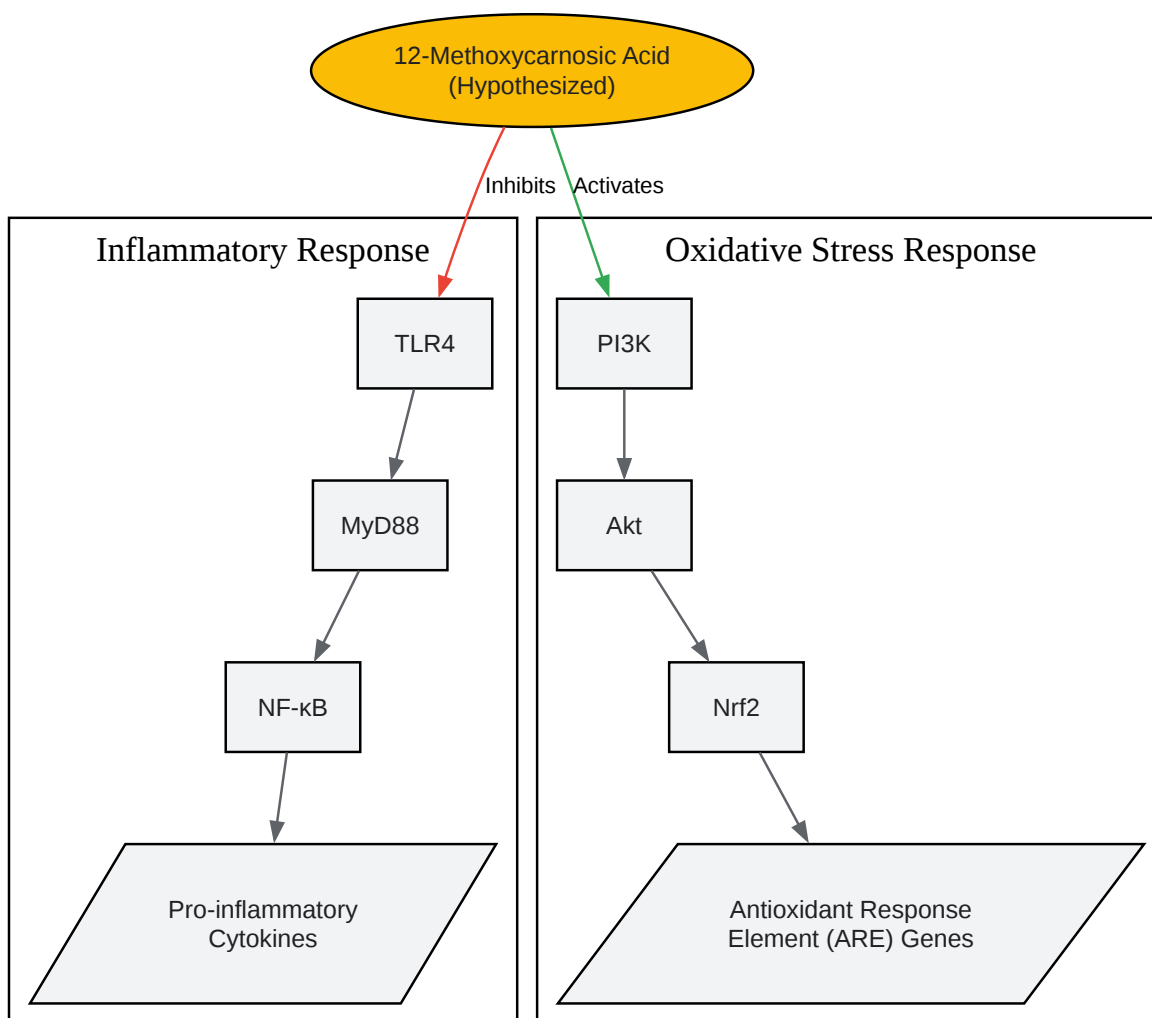 12-Methoxycarnosic Acid
(Hypothesized)
Inhibits
Activates
Inflammatory Response
TLR4
MyD88
NF-κB
Pro-inflammatory
Cytokines
Oxidative Stress Response
PI3K
Akt
Nrf2
Antioxidant Response
Element (ARE) Genes